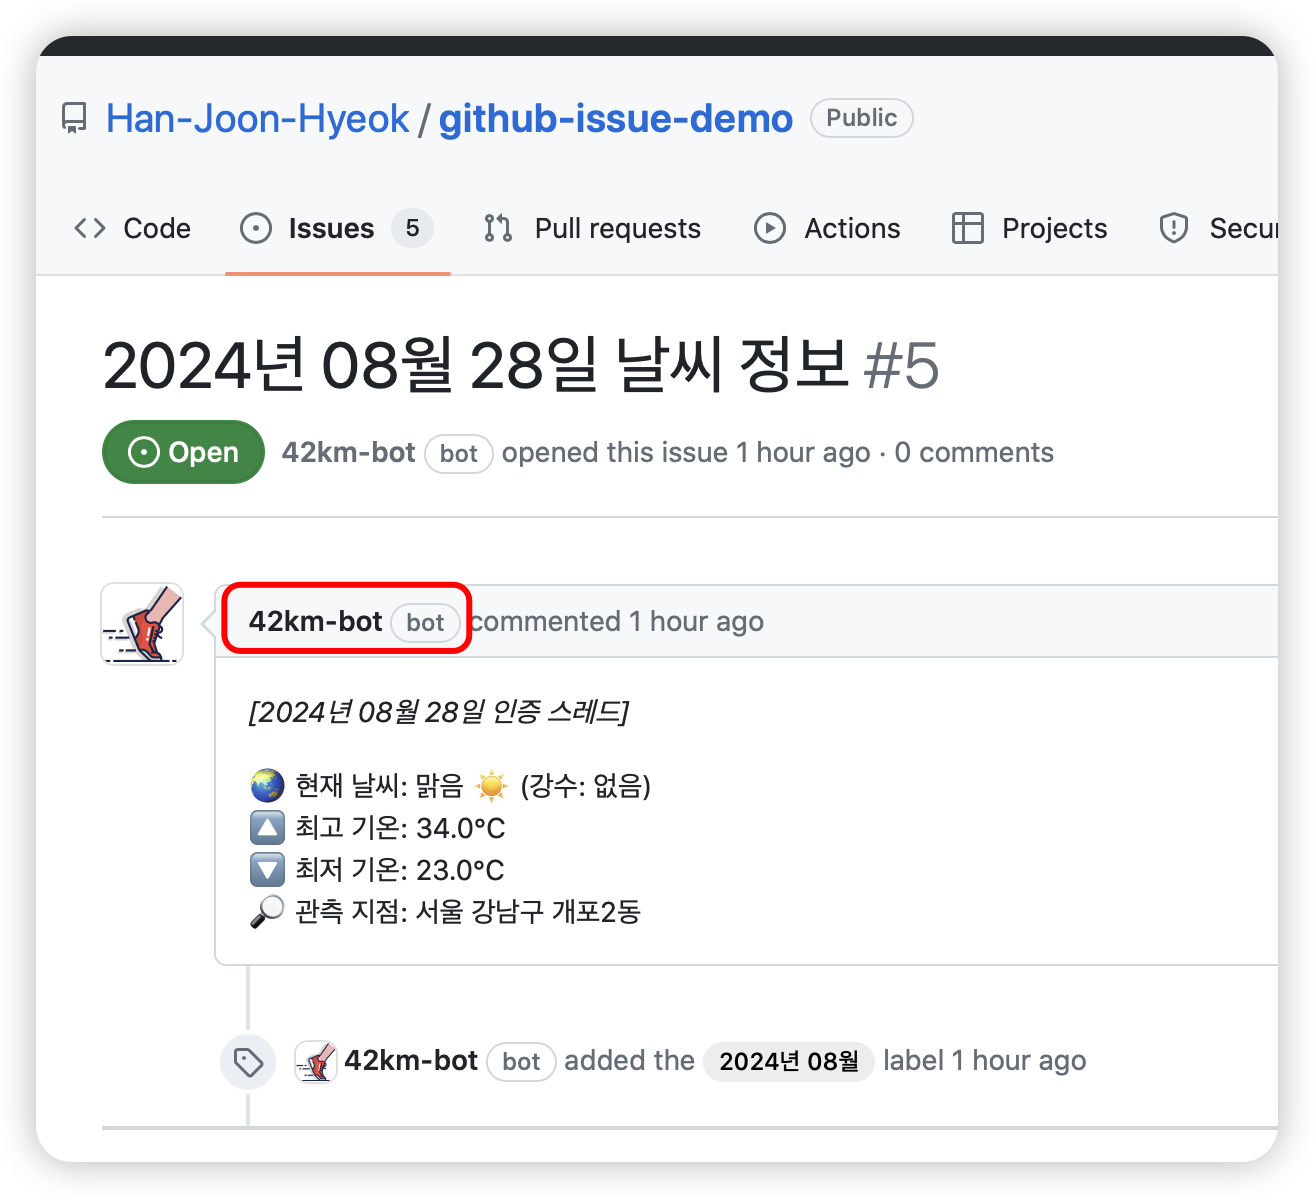 Han-Joon-Hyeok / github-issue-demo Public
Code Issues 5 Pull requests Actions Projects Secur
2024년 08월 28일 날씨 정보 #5
Open 42km-bot bot opened this issue 1 hour ago · 0 comments
42km-bot bot commented 1 hour ago
[2024년 08월 28일 인증 스레드]
🌏 현재 날씨: 맑음 ☀️ (강수: 없음)
🔼 최고 기온: 34.0°C
🔽 최저 기온: 23.0°C
🔎 관측 지점: 서울 강남구 개포2동
42km-bot bot added the 2024년 08월 label 1 hour ago